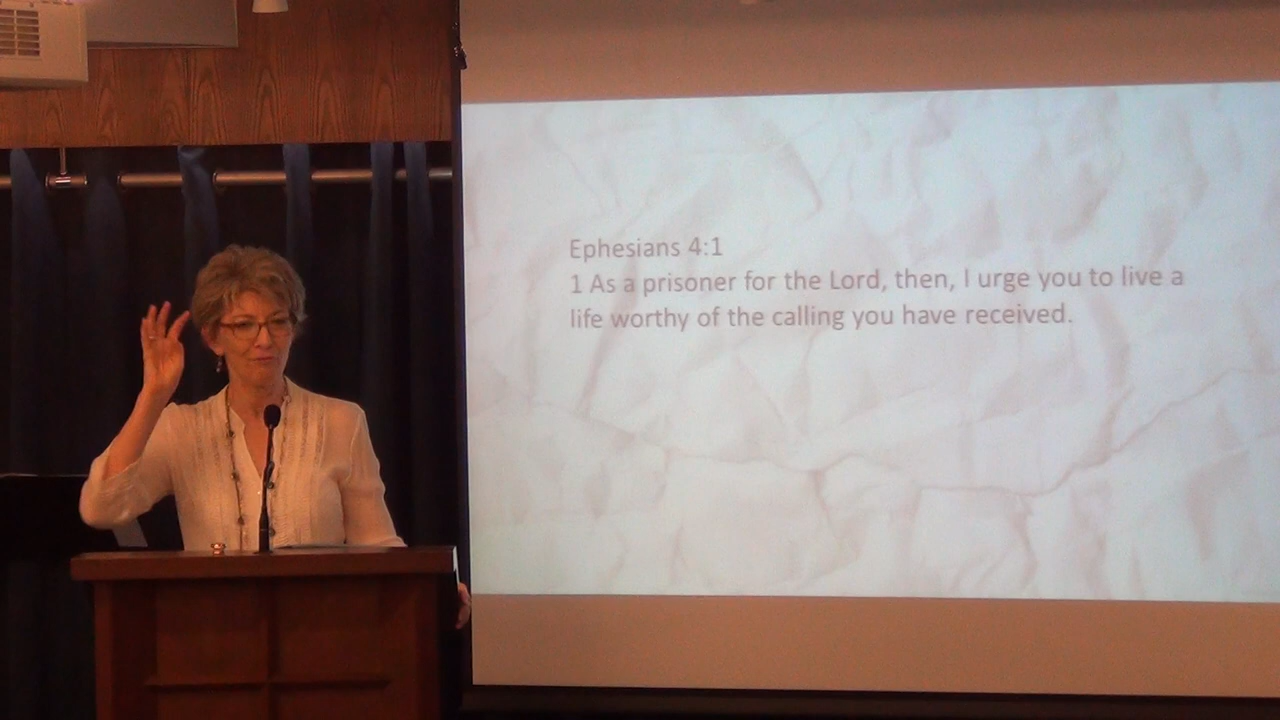 Ephesians 4:1
1 As a prisoner for the Lord, then, I urge you to live a
life worthy of the calling you have received.